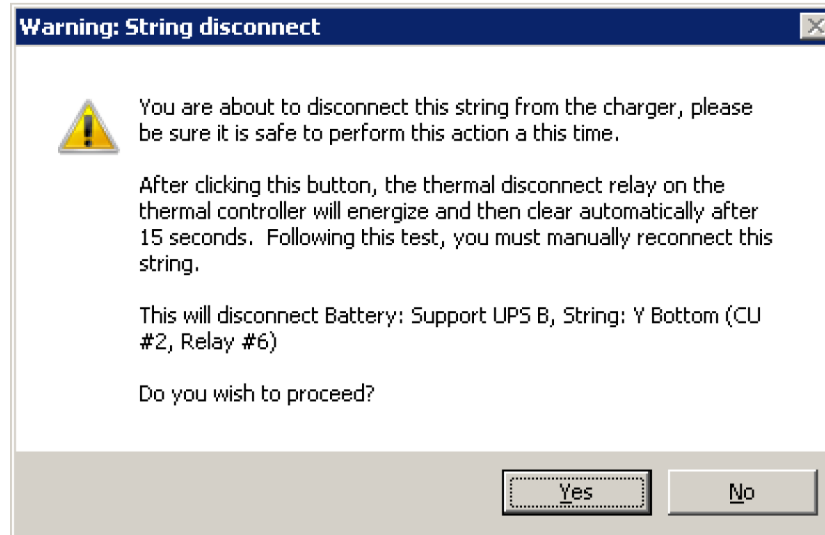 Warning: String disconnect
You are about to disconnect this string from the charger, please
be sure it is safe to perform this action a this time.
After clicking this button, the thermal disconnect relay on the
thermal controller will energize and then clear automatically after
15 seconds.  Following this test, you must manually reconnect this
string.
This will disconnect Battery: Support UPS B, String: Y Bottom (CU
#2, Relay #6)
Do you wish to proceed?
Yes
No